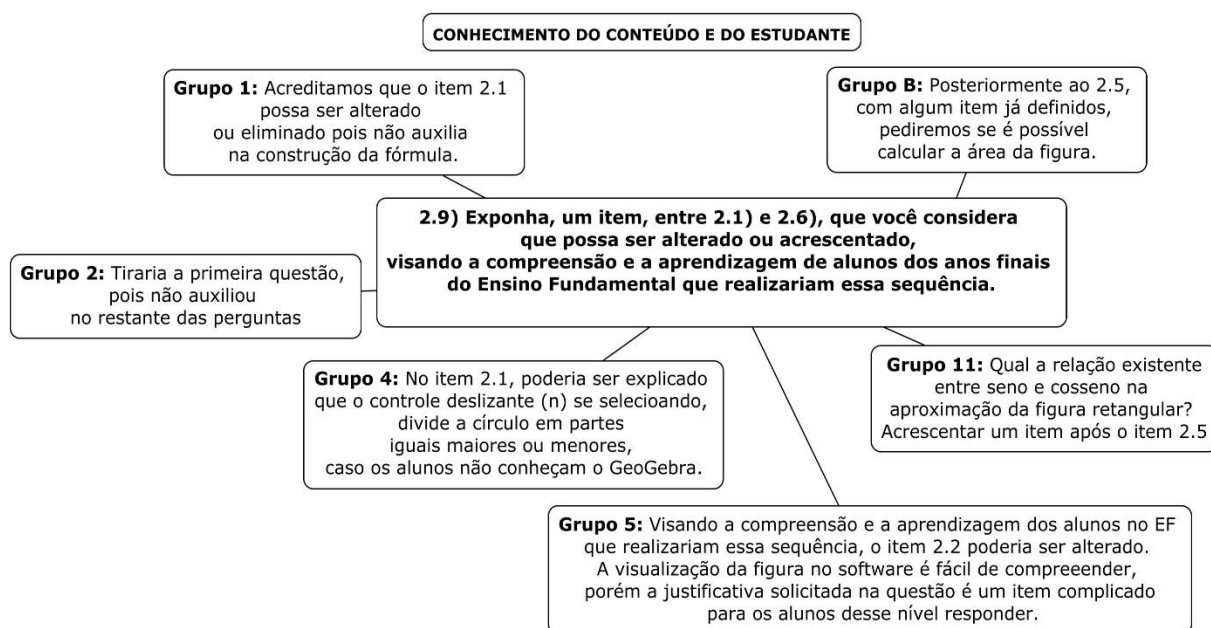 CONHECIMENTO DO CONTEÚDO E DO ESTUDANTE
Grupo 1: Acreditamos que o item 2.1
possa ser alterado
ou eliminado pois não auxilia
na construção da fórmula.
Grupo B: Posteriormente ao 2.5,
com algum item já definidos,
pediremos se é possível
calcular a área da figura.
2.9) Exponha, um item, entre 2.1) e 2.6), que você considera
que possa ser alterado ou acrescentado,
visando a compreensão e a aprendizagem de alunos dos anos finais
do Ensino Fundamental que realizariam essa sequência.
Grupo 2: Tiraria a primeira questão,
pois não auxiliou
no restante das perguntas
Grupo 4: No item 2.1, poderia ser explicado
que o controle deslizante (n) se selecioando,
divide a círculo em partes
iguais maiores ou menores,
caso os alunos não conheçam o GeoGebra.
Grupo 11: Qual a relação existente
entre seno e cosseno na
aproximação da figura retangular?
Acrescentar um item após o item 2.5
Grupo 5: Visando a compreensão e a aprendizagem dos alunos no EF
que realizariam essa sequência, o item 2.2 poderia ser alterado.
A visualização da figura no software é fácil de compreeender,
porém a justificativa solicitada na questão é um item complicado
para os alunos desse nível responder.